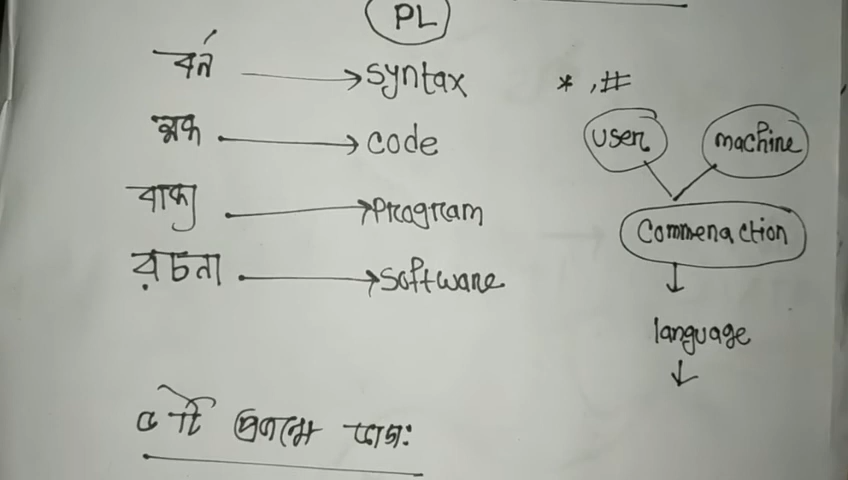 PL
বর্ন → syntax
*, #
শব্দ → code
user
machine
বাক্য → program
Commenaction
রচনা → software
language